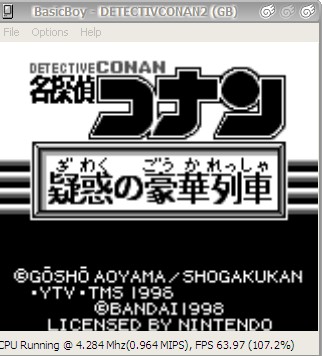 BasicBoy - DETECTIVCONAN2 (GB)
File Options Help
DETECTIVE CONAN
名探偵コナン
ぎわく ごうかれっしゃ
疑惑の豪華列車
©GŌSHŌ AOYAMA/SHOGAKUKAN
・YTV・TMS 1996
©BANDAI 1998
LICENSED BY NINTENDO
CPU Running @ 4.284 Mhz(0.964 MIPS), FPS 63.97 (107.2%)